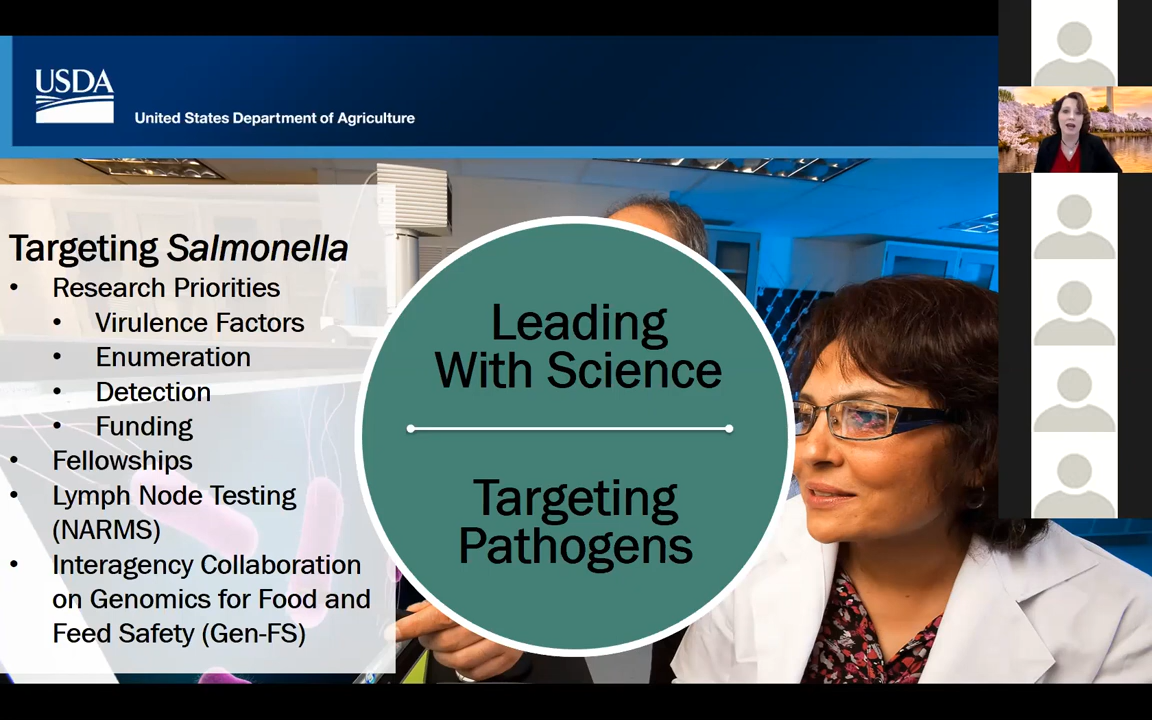 USDA
United States Department of Agriculture
Targeting Salmonella
• Research Priorities
• Virulence Factors
• Enumeration
• Detection
• Funding
• Fellowships
• Lymph Node Testing
(NARMS)
• Interagency Collaboration
on Genomics for Food and
Feed Safety (Gen-FS)
Leading
With Science
Targeting
Pathogens